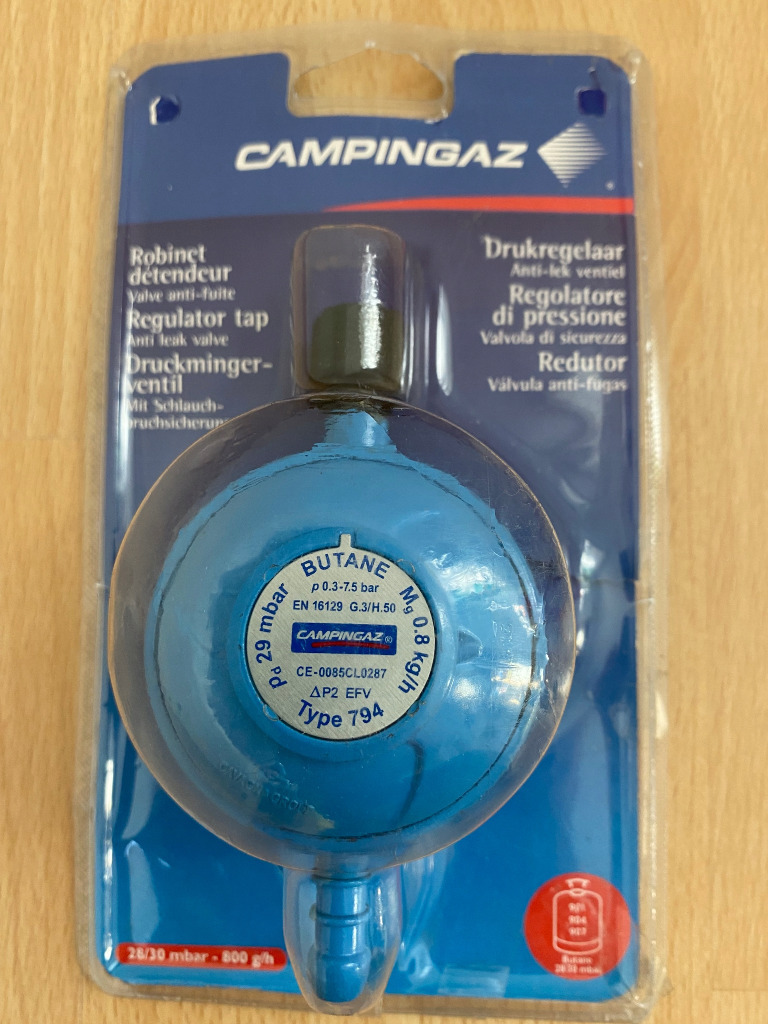 CAMPINGAZ
Robinet
détendeur
Valve anti-fuite
Regulator tap
Anti leak valve
Druckminger-
ventil
Mit Schlauch-
bruchsicherun
Drukregelaar
Anti-lek ventiel
Regolatore
di pressione
Valvola di sicurezza
Redutor
Válvula anti-fugas
BUTANE
p 0.3-7.5 bar
EN 16129 G.3/H.50
Pd 29 mbar
Mg 0.8 kg/h
CAMPINGAZ®
CE-0085CL0287
ΔP2 EFV
Type 794
28/30 mbar - 800 g/h
901
904
907
Butane
28/30 mbar